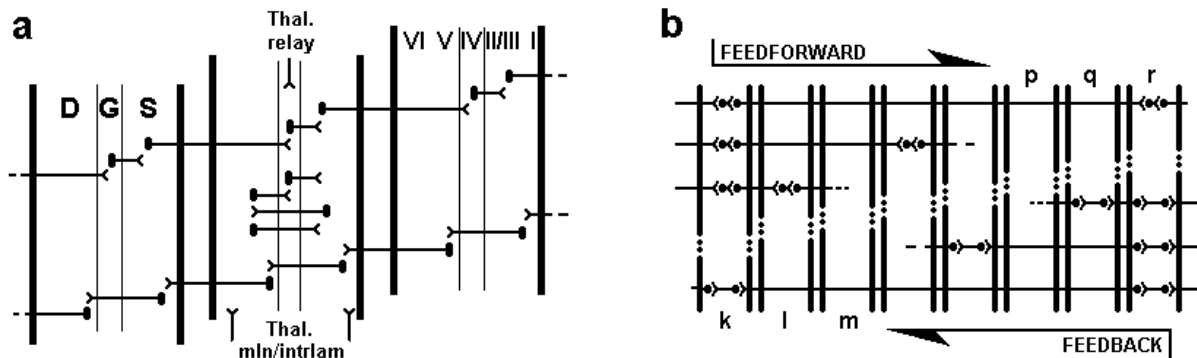 a
Thal.
relay
VI V IV II/III I
D G S
Thal.
mln/intrlam
b
FEEDFORWARD
p q r
k l m
FEEDBACK